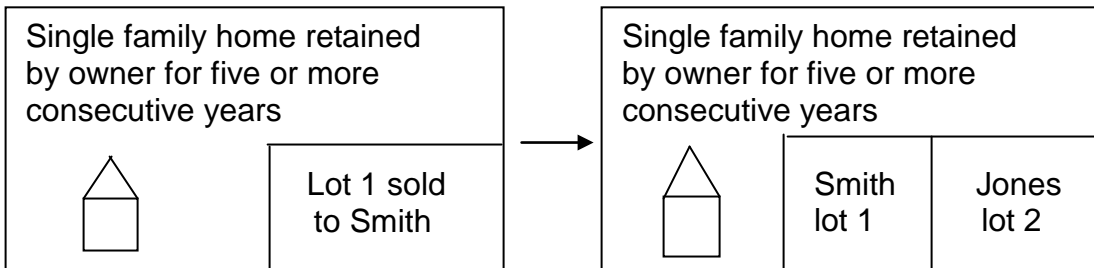 Single family home retained
by owner for five or more
consecutive years
Lot 1 sold
to Smith
Single family home retained
by owner for five or more
consecutive years
Smith
lot 1
Jones
lot 2